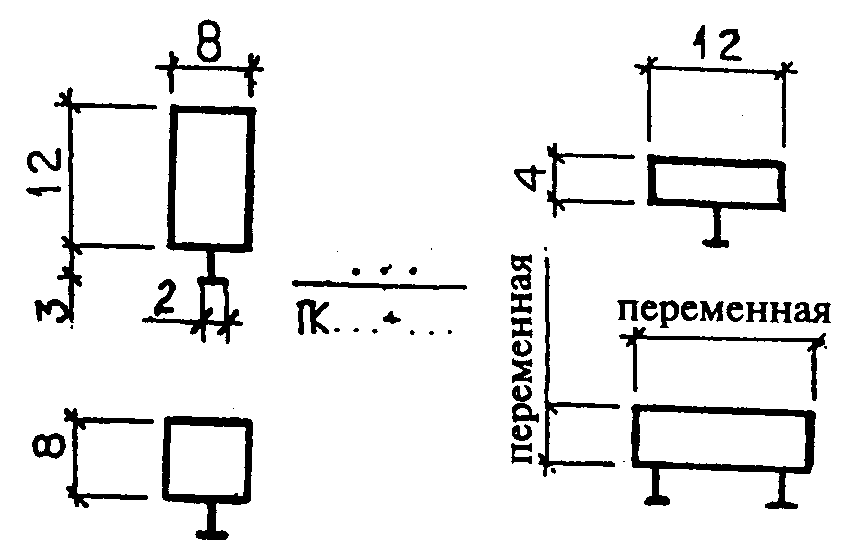 8
12
12
4
3
2
. . .
ПК. . . + . . . .
переменная
переменная
8